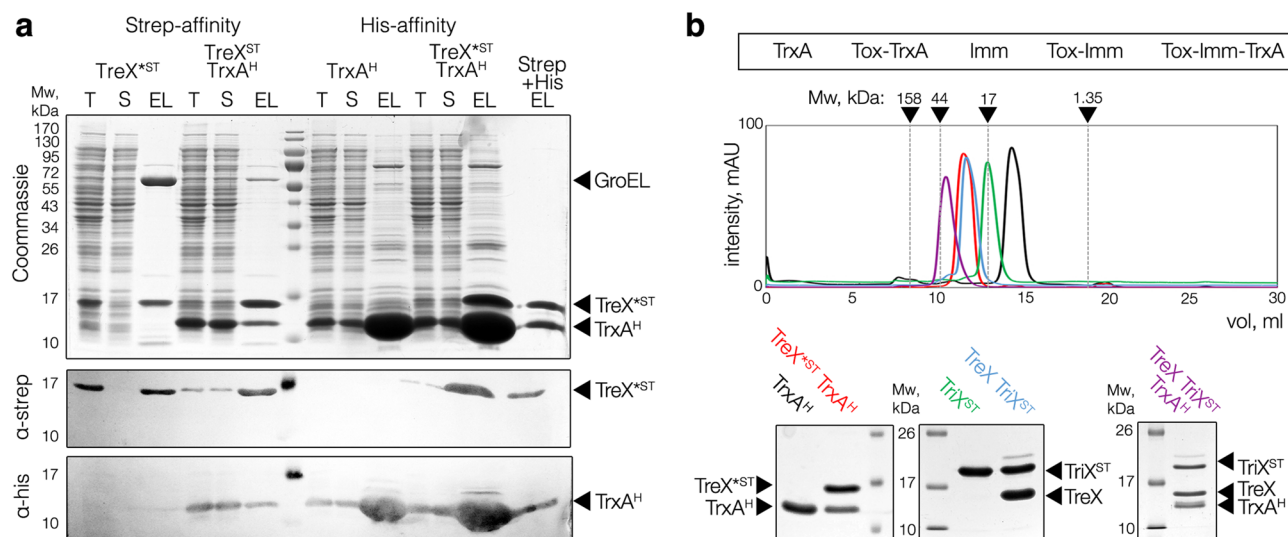 a
Strep-affinity His-affinity
TreX*ST TreXST TrxAH TrxAH TreX*ST TrxAH Strep +His
Mw, kDa T S EL T S EL T S EL T S EL EL
170
130
95
72
55
43
34
26
17
10
Coommassie
GroEL
TreX*ST
TrxAH
17
10
α-strep
TreX*ST
17
10
α-his
TrxAH
b
TrxA Tox-TrxA Imm Tox-Imm Tox-Imm-TrxA
Mw, kDa: 158 44 17 1.35
100
0
intensity, mAU
0 5 10 15 20 25 30
vol, ml
TrxAH TreX*ST TrxAH
TreX*ST
TrxAH
Mw, kDa
TriXST TreX TriXST
26
17
10
TriXST
TreX
Mw, kDa
TreX TriXST TrxAH
26
17
10
TriXST
TreX
TrxAH